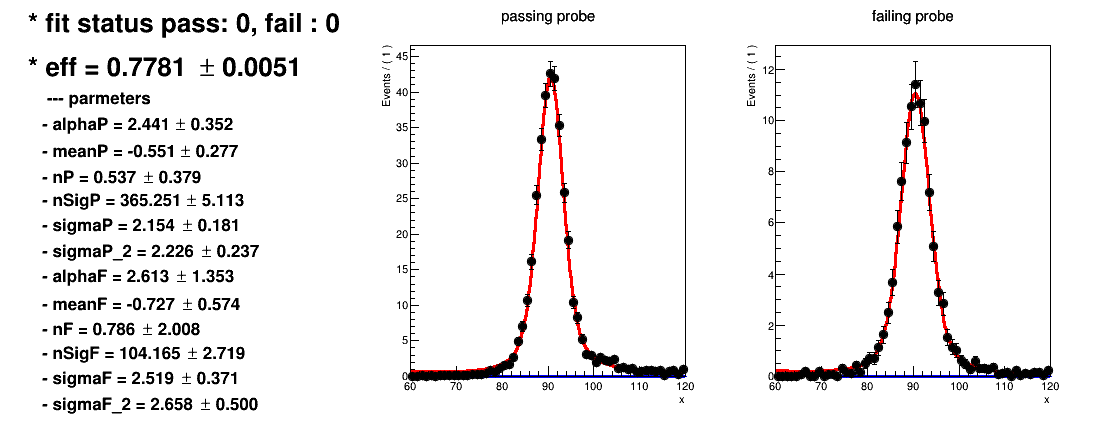 * fit status pass: 0, fail : 0
* eff = 0.7781 ± 0.0051
--- parmeters
- alphaP = 2.441 ± 0.352
- meanP = -0.551 ± 0.277
- nP = 0.537 ± 0.379
- nSigP = 365.251 ± 5.113
- sigmaP = 2.154 ± 0.181
- sigmaP_2 = 2.226 ± 0.237
- alphaF = 2.613 ± 1.353
- meanF = -0.727 ± 0.574
- nF = 0.786 ± 2.008
- nSigF = 104.165 ± 2.719
- sigmaF = 2.519 ± 0.371
- sigmaF_2 = 2.658 ± 0.500
passing probe
Events / ( 1 )
45
40
35
30
25
20
15
10
5
0
60 70 80 90 100 110 120
x
failing probe
Events / ( 1 )
12
10
8
6
4
2
0
60 70 80 90 100 110 120
x